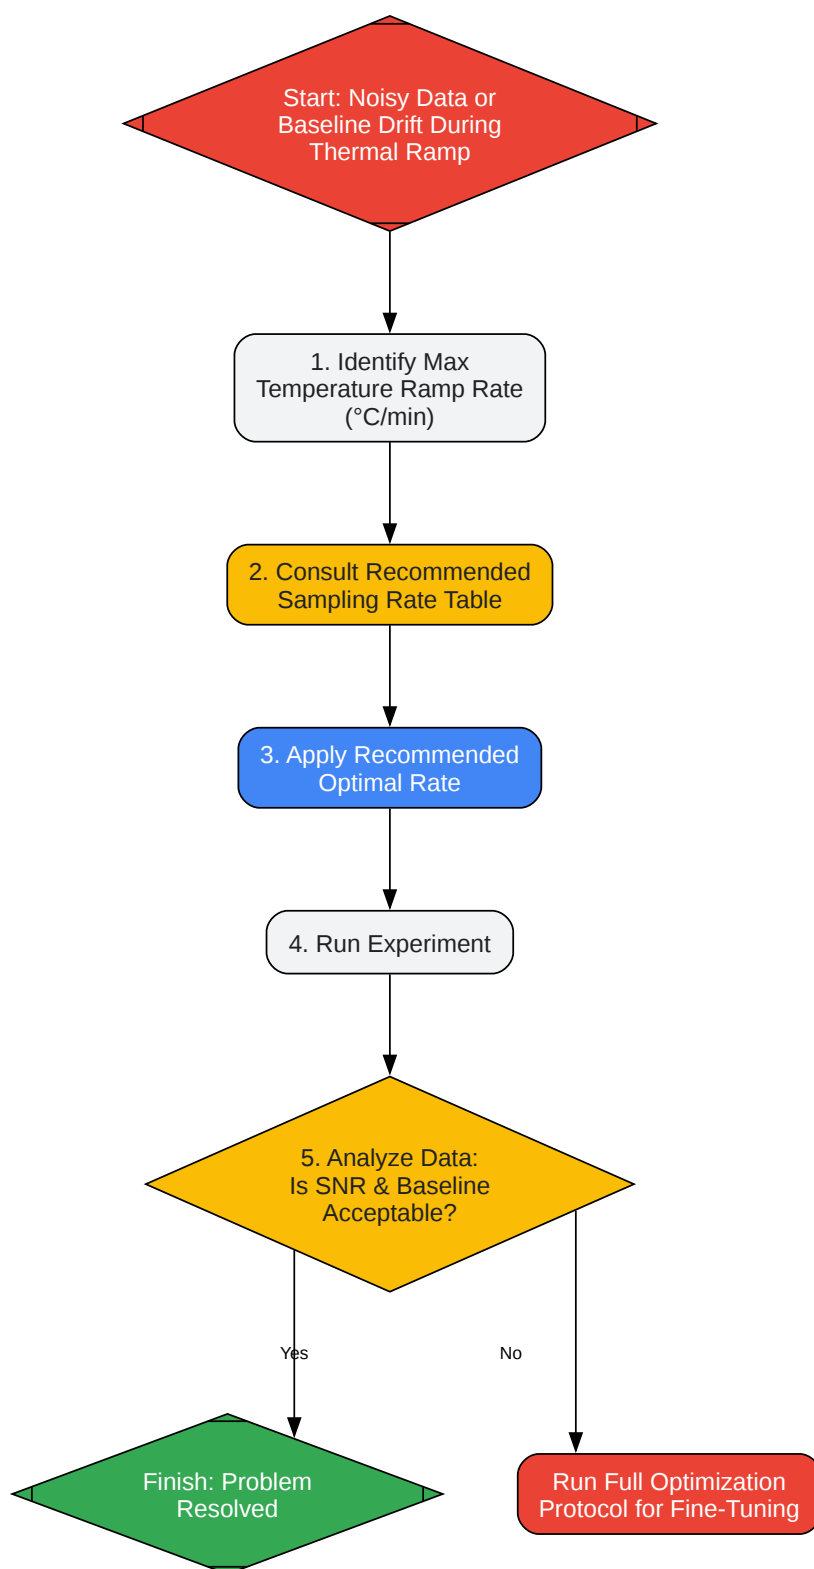 Start: Noisy Data or
Baseline Drift During
Thermal Ramp
1. Identify Max
Temperature Ramp Rate
(°C/min)
2. Consult Recommended
Sampling Rate Table
3. Apply Recommended
Optimal Rate
4. Run Experiment
5. Analyze Data:
Is SNR & Baseline
Acceptable?
Yes
No
Finish: Problem
Resolved
Run Full Optimization
Protocol for Fine-Tuning